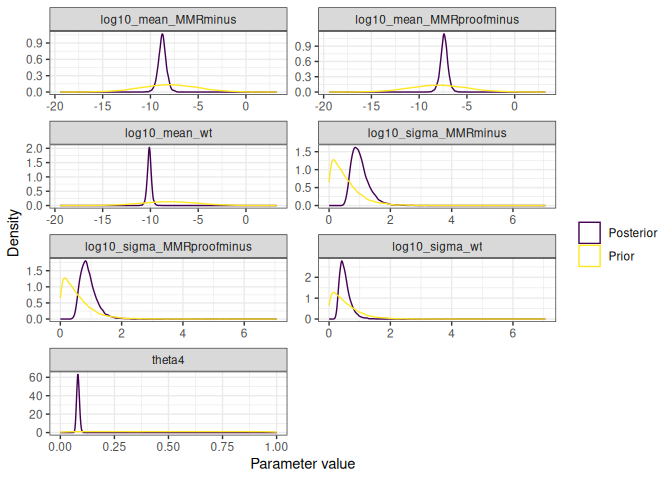 log10_mean_MMRminus
log10_mean_MMRproofminus
0.9
0.6
0.3
0.0
-20 -15 -10 -5 0
0.9
0.6
0.3
0.0
-20 -15 -10 -5 0
log10_mean_wt
log10_sigma_MMRminus
2.0
1.5
1.0
0.5
0.0
-20 -15 -10 -5 0
1.5
1.0
0.5
0.0
0 2 4 6
log10_sigma_MMRproofminus
log10_sigma_wt
1.5
1.0
0.5
0.0
0 2 4 6
2
1
0
0 2 4 6
theta4
60
40
20
0
0.00 0.25 0.50 0.75 1.00
Parameter value
Density
Posterior
Prior